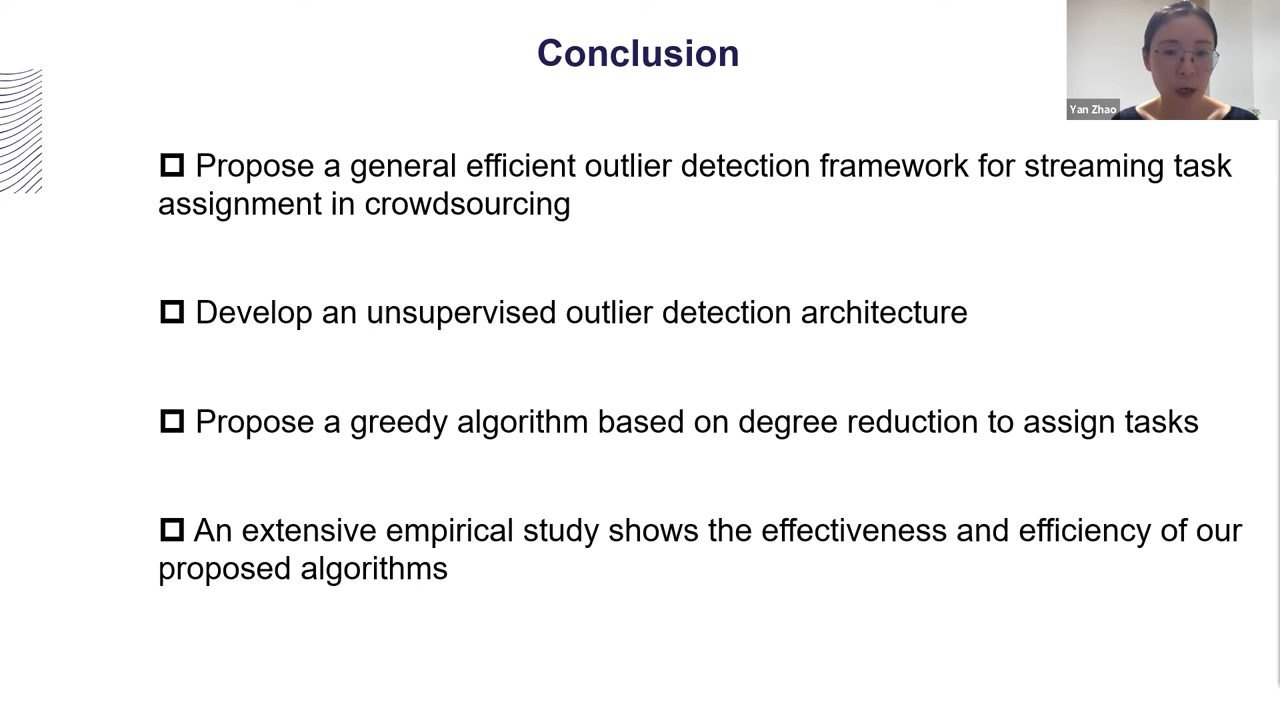 Conclusion
Yan Zhao
Propose a general efficient outlier detection framework for streaming task
assignment in crowdsourcing
Develop an unsupervised outlier detection architecture
Propose a greedy algorithm based on degree reduction to assign tasks
An extensive empirical study shows the effectiveness and efficiency of our
proposed algorithms